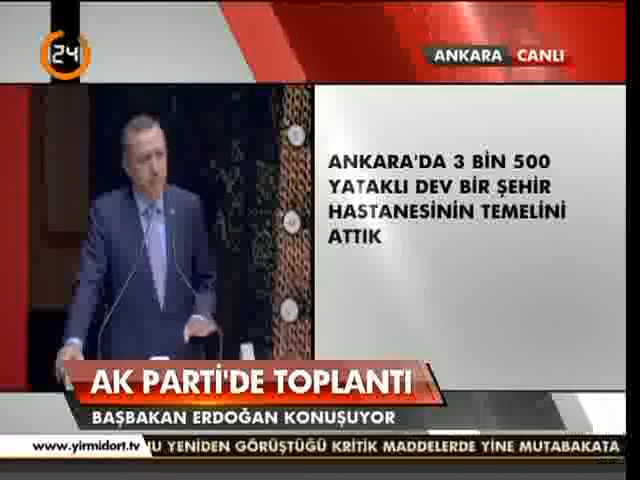 24
ANKARA CANLI
ANKARA'DA 3 BİN 500
YATAKLI DEV BİR ŞEHİR
HASTANESİNİN TEMELİNİ
ATTIK
AK PARTİ'DE TOPLANTI
BAŞBAKAN ERDOĞAN KONUŞUYOR
www.yirmidort.tv NU YENİDEN GÖRÜŞTÜĞÜ KRİTİK MADDELERDE YİNE MUTABAKATA